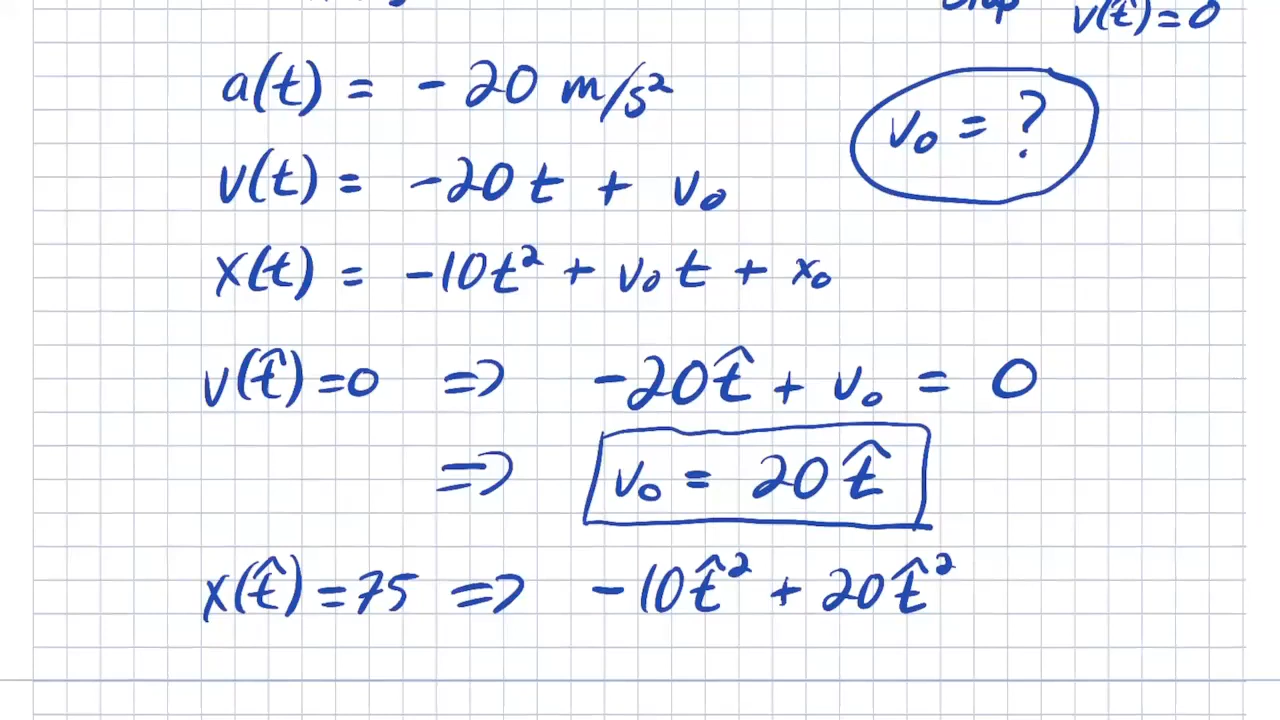 v(t̂)=0
a(t) = - 20 m/s²
v₀ = ?
v(t) = -20t + v₀
x(t) = -10t² + v₀t + x₀
v(t̂)=0 => -20t̂ + v₀ = 0
=> v₀ = 20t̂
x(t̂)=75 => -10t̂² + 20t̂²